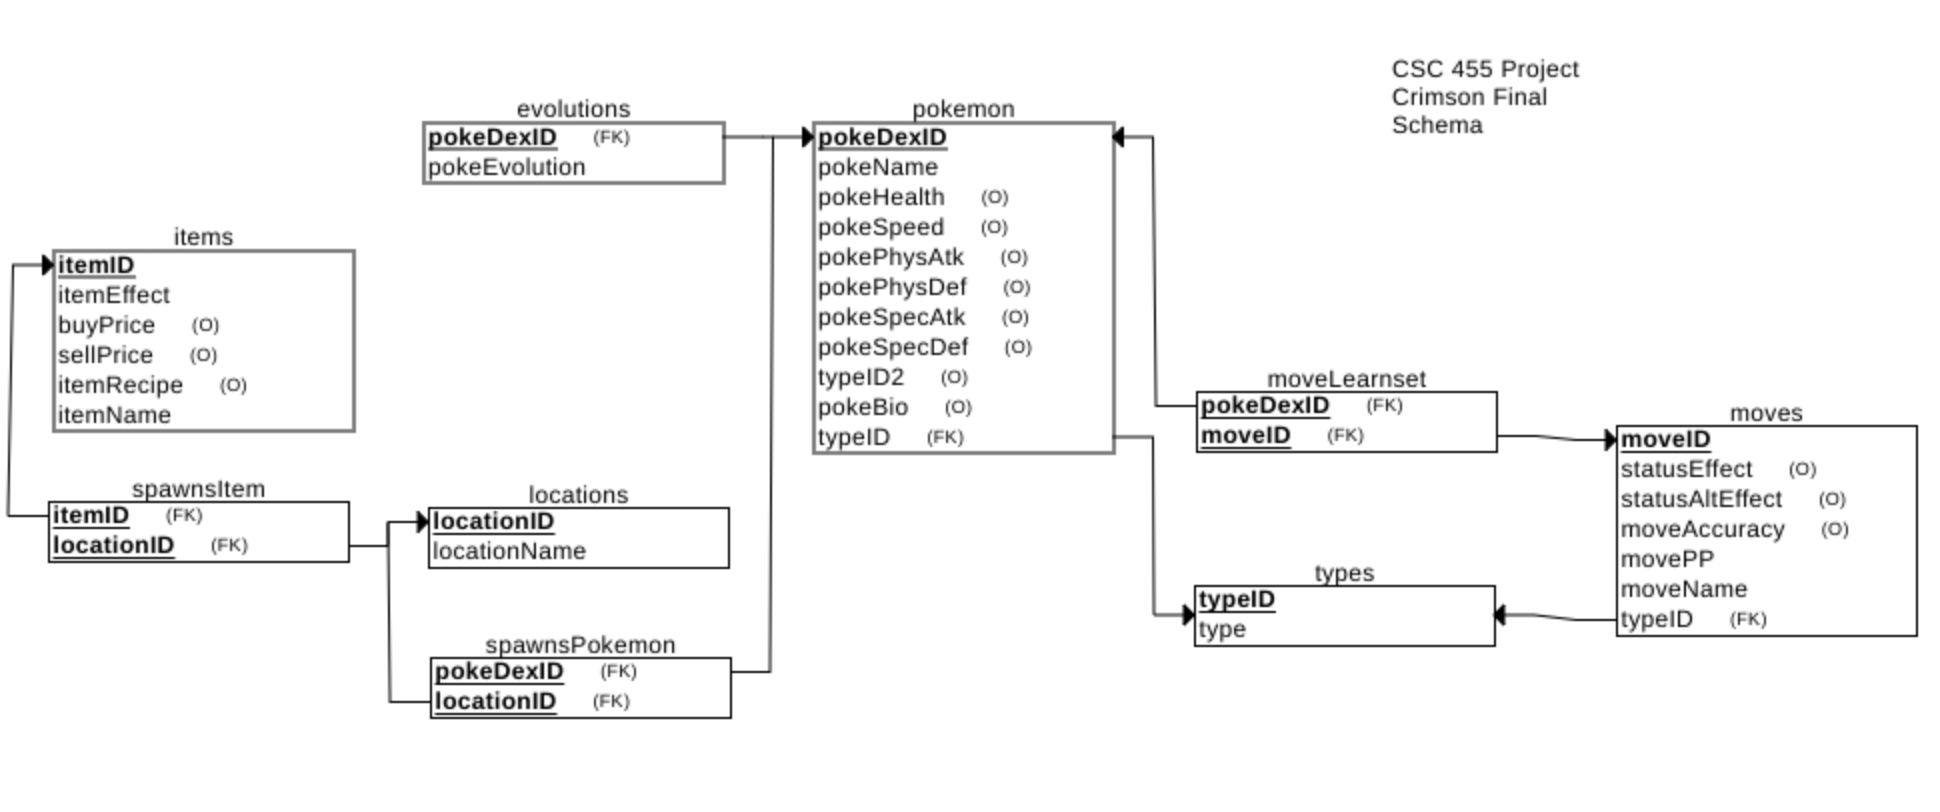 CSC 455 Project
Crimson Final
Schema
evolutions
pokeDexID (FK)
pokeEvolution
pokemon
pokeDexID
pokeName
pokeHealth (O)
pokeSpeed (O)
pokePhysAtk (O)
pokePhysDef (O)
pokeSpecAtk (O)
pokeSpecDef (O)
typeID2 (O)
pokeBio (O)
typeID (FK)
items
itemID
itemEffect
buyPrice (O)
sellPrice (O)
itemRecipe (O)
itemName
moveLearnset
pokeDexID (FK)
moveID (FK)
moves
moveID
statusEffect (O)
statusAltEffect (O)
moveAccuracy (O)
movePP
moveName
typeID (FK)
spawnsItem
itemID (FK)
locationID (FK)
locations
locationID
locationName
types
typeID
type
spawnsPokemon
pokeDexID (FK)
locationID (FK)